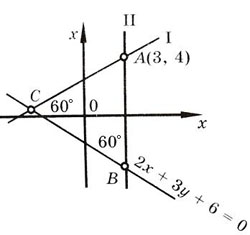 II
x
I
A(3, 4)
C
60°
0
x
60°
B
2x + 3y + 6 = 0